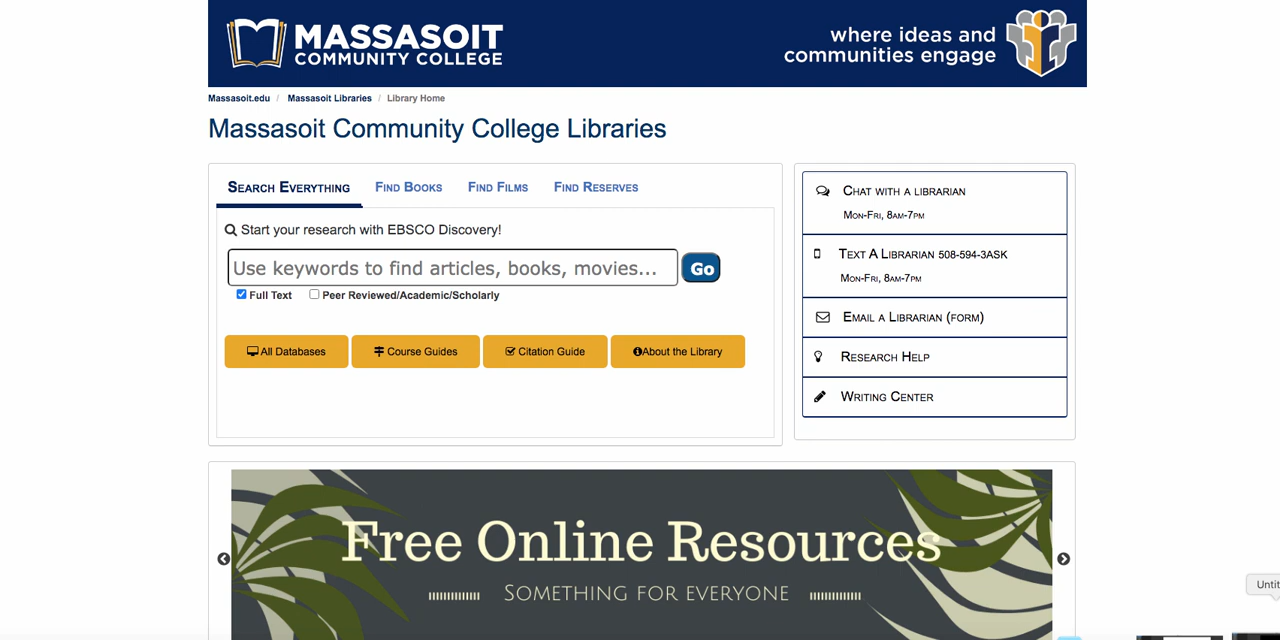 MASSASOIT
COMMUNITY COLLEGE
where ideas and
communities engage
Massasoit.edu / Massasoit Libraries / Library Home
Massasoit Community College Libraries
Search Everything Find Books Find Films Find Reserves
Start your research with EBSCO Discovery!
Use keywords to find articles, books, movies... Go
Full Text Peer Reviewed/Academic/Scholarly
All Databases Course Guides Citation Guide About the Library
Chat with a librarian
Mon-Fri, 8am-7pm
Text A Librarian 508-594-3ASK
Mon-Fri, 8am-7pm
Email a Librarian (form)
Research Help
Writing Center
Free Online Resources
SOMETHING FOR EVERYONE